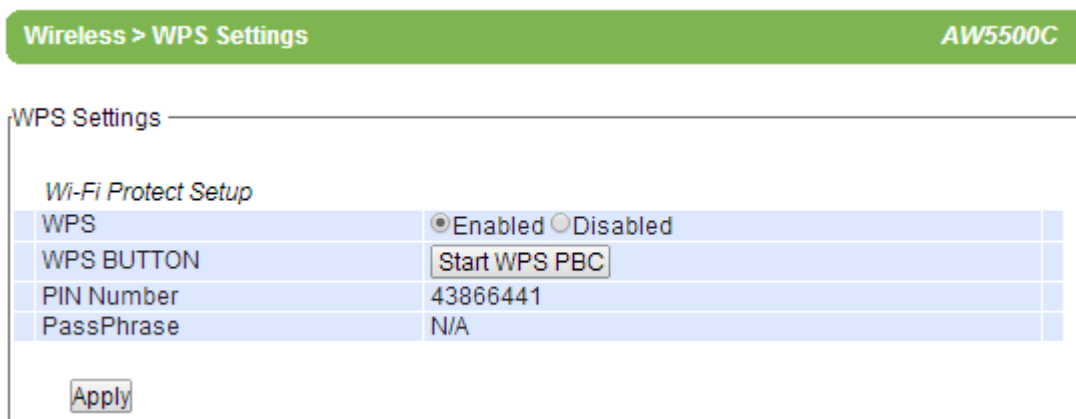 Wireless > WPS Settings AW5500C
WPS Settings
Wi-Fi Protect Setup
WPS Enabled Disabled
WPS BUTTON Start WPS PBC
PIN Number 43866441
PassPhrase N/A
Apply